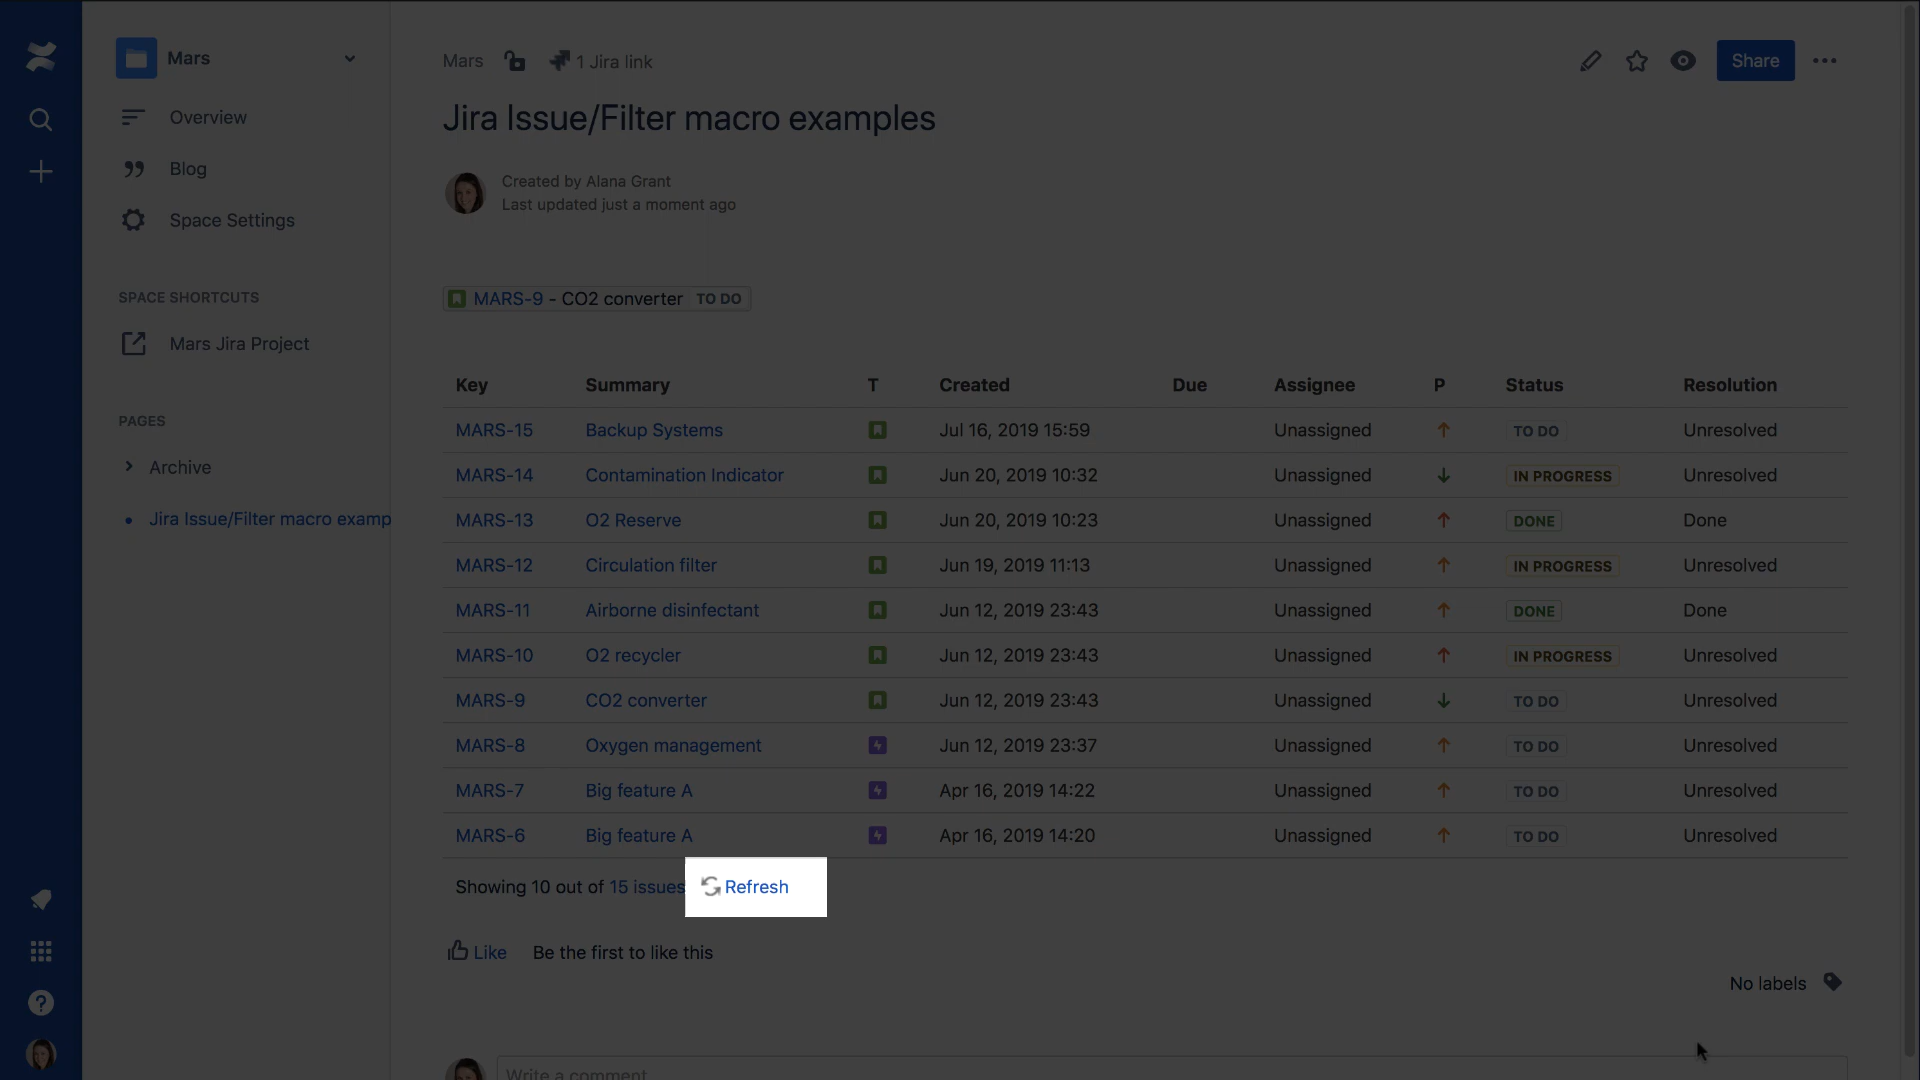 Mars
Overview
Blog
Space Settings
SPACE SHORTCUTS
Mars Jira Project
PAGES
Archive
Jira Issue/Filter macro examp
Mars 1 Jira link
Share
Jira Issue/Filter macro examples
Created by Alana Grant
Last updated just a moment ago
MARS-9 - CO2 converter TO DO
Key Summary T Created Due Assignee P Status Resolution
MARS-15 Backup Systems Jul 16, 2019 15:59 Unassigned TO DO Unresolved
MARS-14 Contamination Indicator Jun 20, 2019 10:32 Unassigned IN PROGRESS Unresolved
MARS-13 O2 Reserve Jun 20, 2019 10:23 Unassigned DONE Done
MARS-12 Circulation filter Jun 19, 2019 11:13 Unassigned IN PROGRESS Unresolved
MARS-11 Airborne disinfectant Jun 12, 2019 23:43 Unassigned DONE Done
MARS-10 O2 recycler Jun 12, 2019 23:43 Unassigned IN PROGRESS Unresolved
MARS-9 CO2 converter Jun 12, 2019 23:43 Unassigned TO DO Unresolved
MARS-8 Oxygen management Jun 12, 2019 23:37 Unassigned TO DO Unresolved
MARS-7 Big feature A Apr 16, 2019 14:22 Unassigned TO DO Unresolved
MARS-6 Big feature A Apr 16, 2019 14:20 Unassigned TO DO Unresolved
Showing 10 out of 15 issues Refresh
Like Be the first to like this
No labels
Write a comment